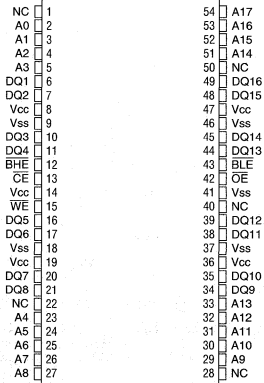 NC 1 54 A17
A0 2 53 A16
A1 3 52 A15
A2 4 51 A14
A3 5 50 NC
DQ1 6 49 DQ16
DQ2 7 48 DQ15
Vcc 8 47 Vcc
Vss 9 46 Vss
DQ3 10 45 DQ14
DQ4 11 44 DQ13
B̅H̅E̅ 12 43 B̅L̅E̅
C̅E̅ 13 42 O̅E̅
Vcc 14 41 Vss
W̅E̅ 15 40 NC
DQ5 16 39 DQ12
DQ6 17 38 DQ11
Vss 18 37 Vss
Vcc 19 36 Vcc
DQ7 20 35 DQ10
DQ8 21 34 DQ9
NC 22 33 A13
A4 23 32 A12
A5 24 31 A11
A6 25 30 A10
A7 26 29 A9
A8 27 28 NC